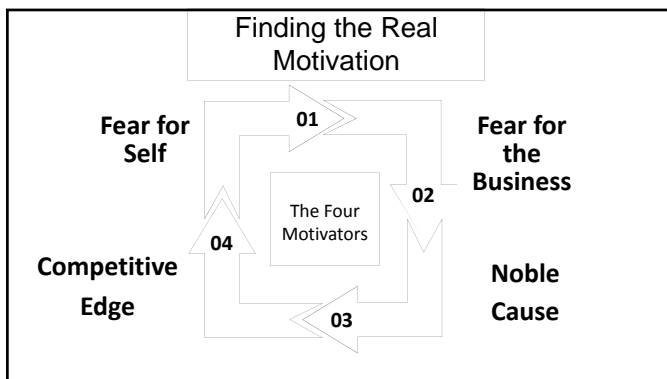 Finding the Real
Motivation
Fear for
Self
01
Fear for
the
Business
02
The Four
Motivators
04
Competitive
Edge
Noble
Cause
03